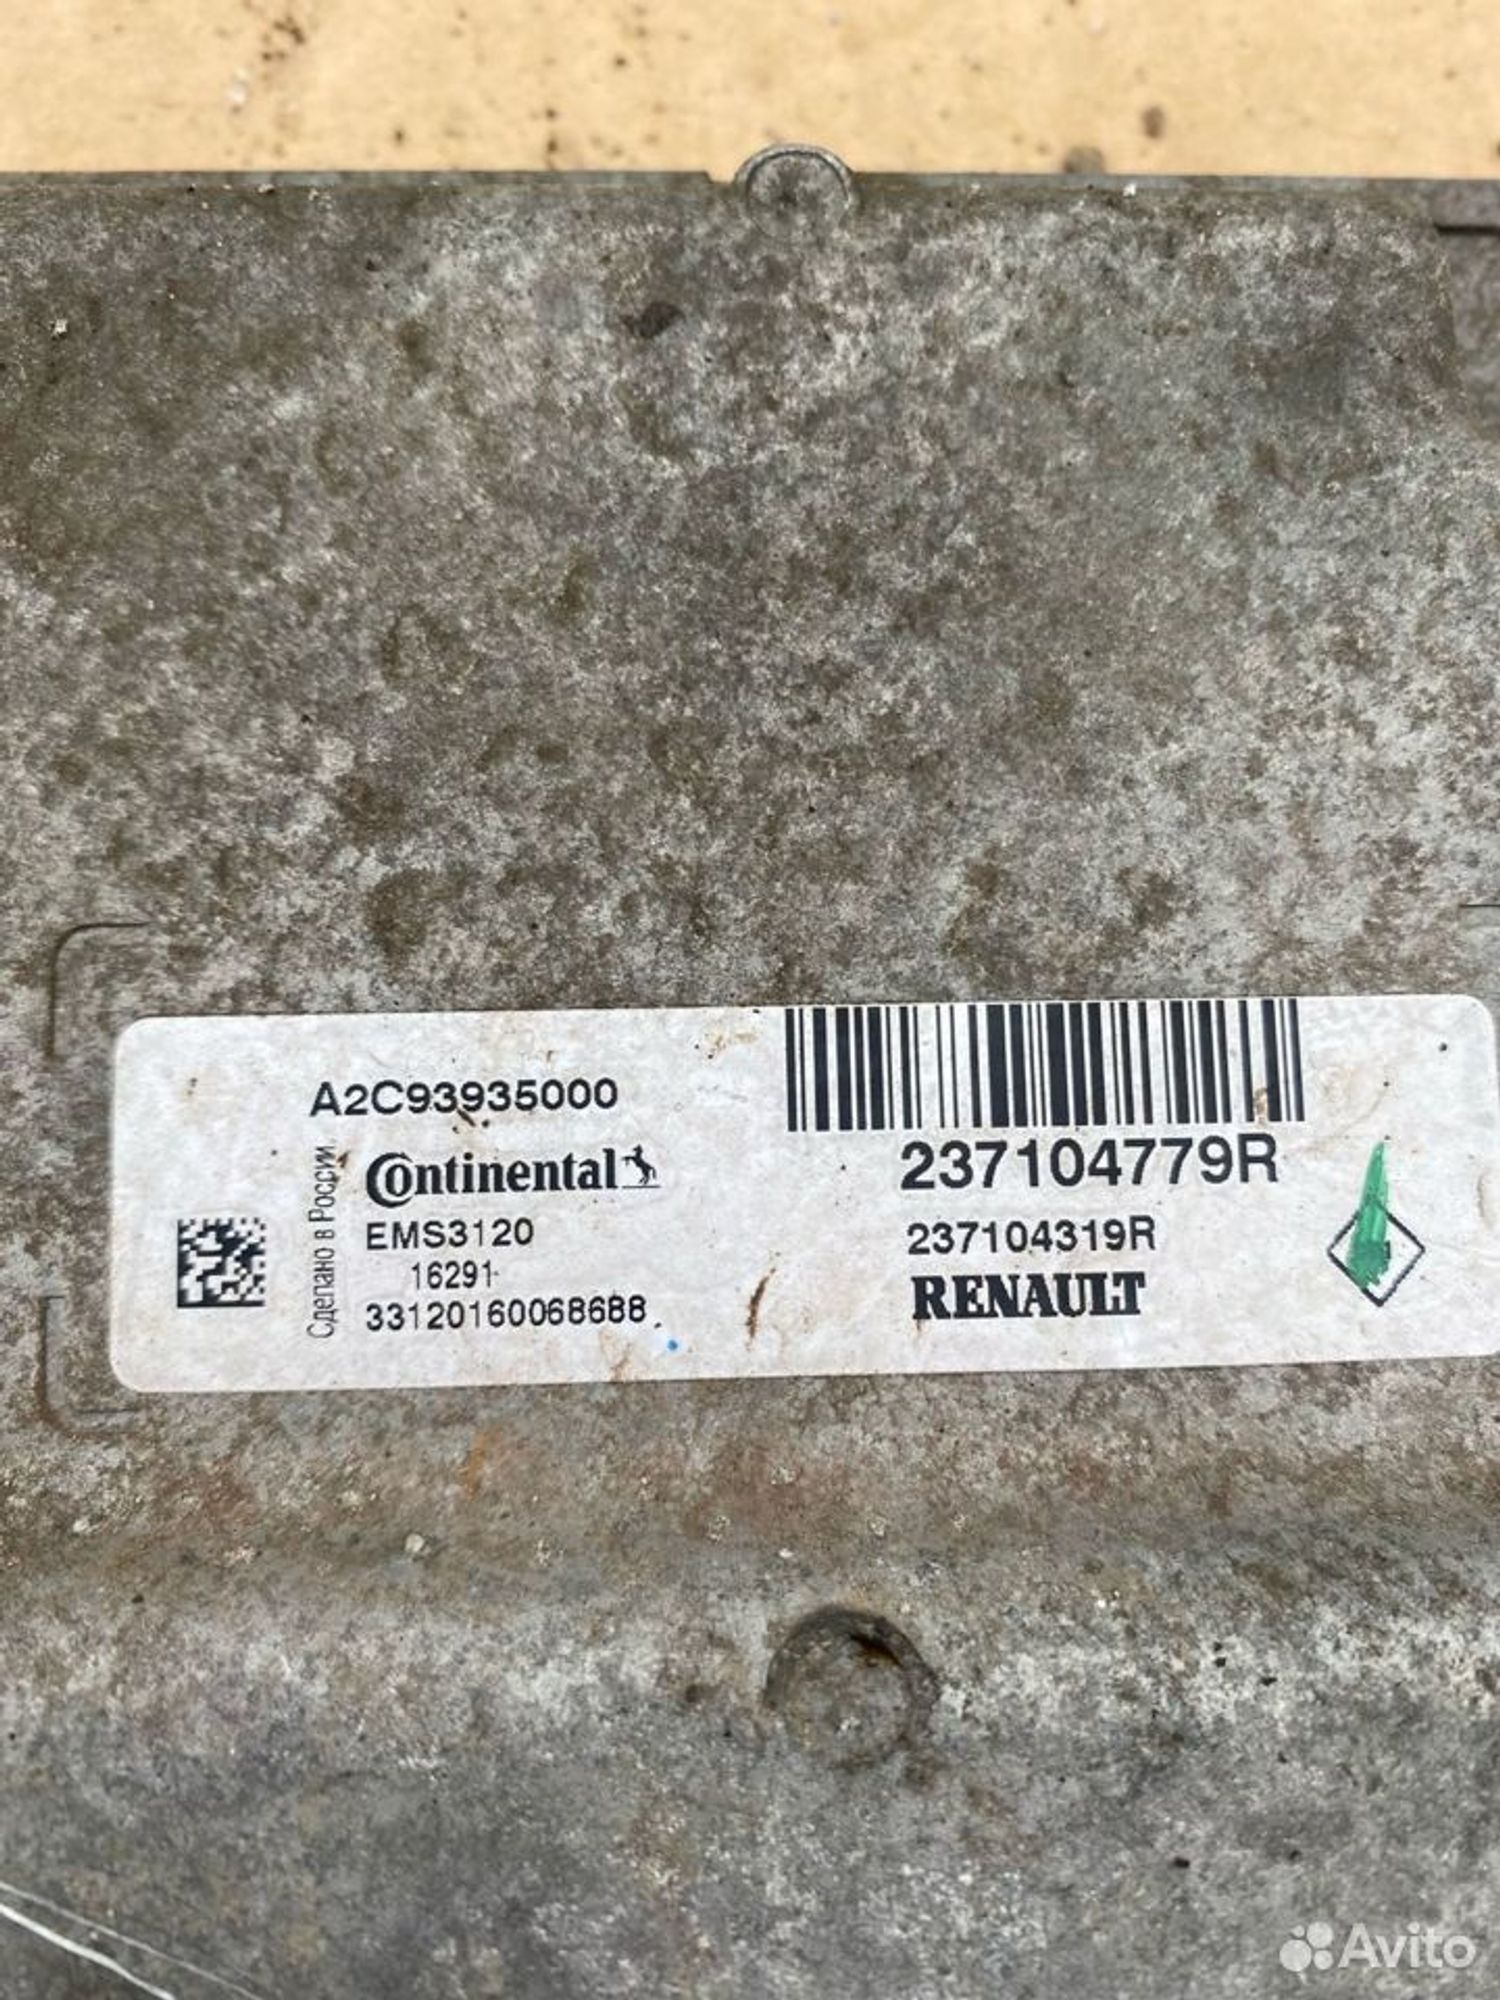 A2C93935000
Сделано в России
Continental
EMS3120
16291
33120160068688
237104779R
237104319R
RENAULT
Avito